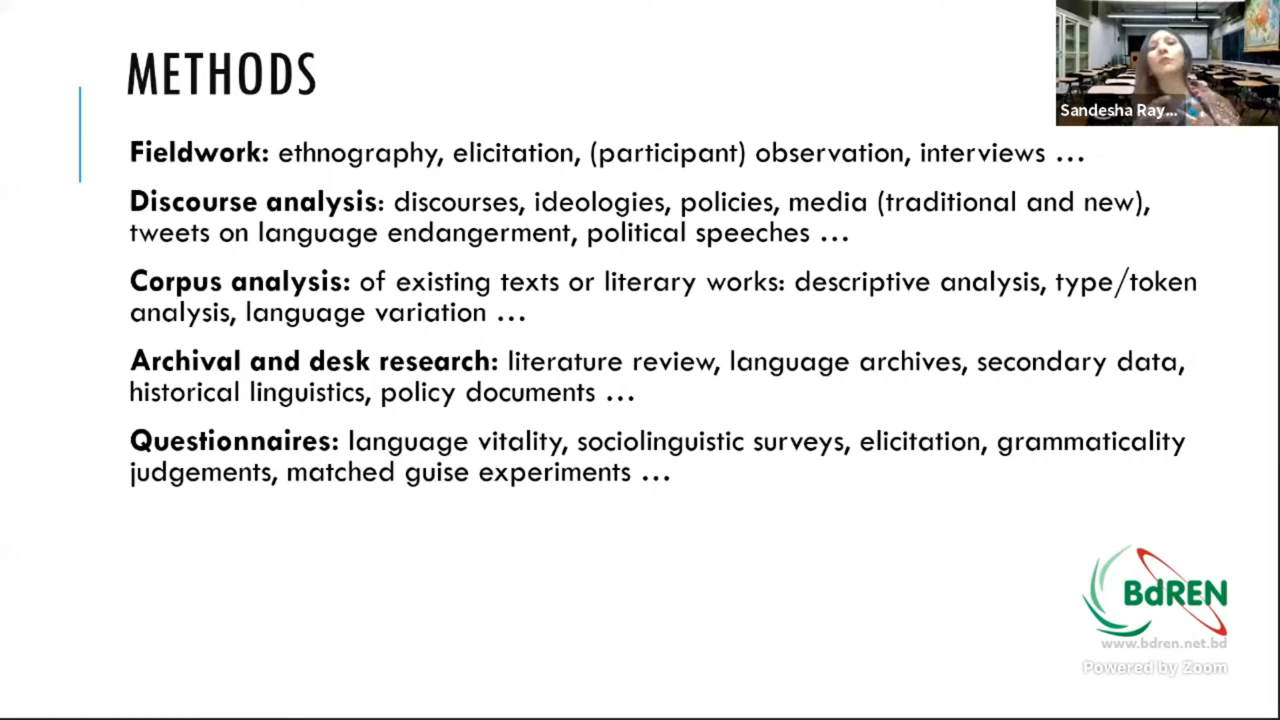 METHODS
Sandesha Ray...
Fieldwork: ethnography, elicitation, (participant) observation, interviews …
Discourse analysis: discourses, ideologies, policies, media (traditional and new),
tweets on language endangerment, political speeches …
Corpus analysis: of existing texts or literary works: descriptive analysis, type/token
analysis, language variation …
Archival and desk research: literature review, language archives, secondary data,
historical linguistics, policy documents …
Questionnaires: language vitality, sociolinguistic surveys, elicitation, grammaticality
judgements, matched guise experiments …
BdREN
www.bdren.net.bd
Powered by Zoom